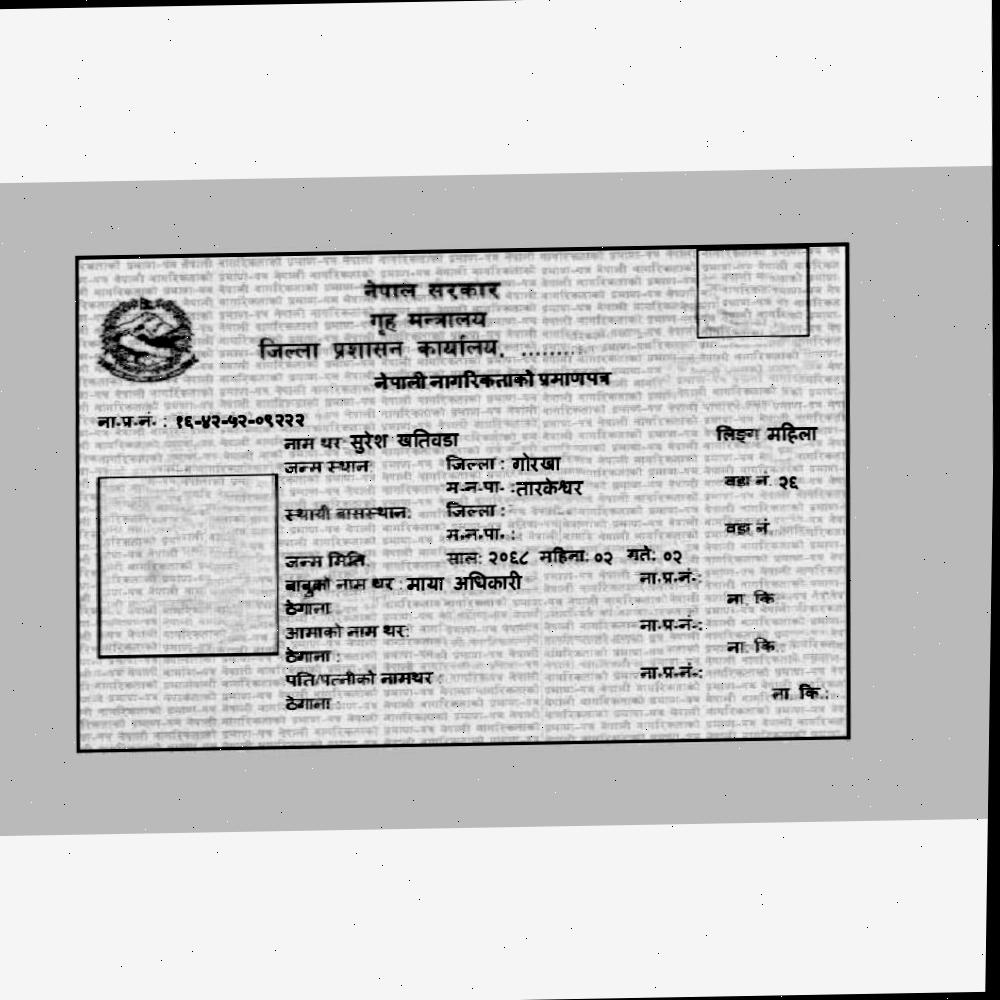 नेपाल सरकार
गृह मन्त्रालय
जिल्ला प्रशासन कार्यालय, .........
नेपाली नागरिकताको प्रमाणपत्र
ना.प्र.नं. : १६-४२-५२-०९२२२
नाम थर सुरेश खतिवडा लिङ्ग महिला
जन्म स्थान जिल्ला : गोरखा
म.न.पा. : तारकेश्वर वडा नं. २६
स्थायी बासस्थान: जिल्ला :
म.न.पा. : वडा नं.
जन्म मिति साल: २०६८ महिना: ०२ गते: ०२
बाबुको नाम थर : माया अधिकारी ना.प्र.नं.:
ठेगाना ना. कि
आमाको नाम थर: ना.प्र.नं.:
ठेगाना : ना. कि
पति/पत्नीको नामथर : ना.प्र.नं.:
ठेगाना : ना. कि.: